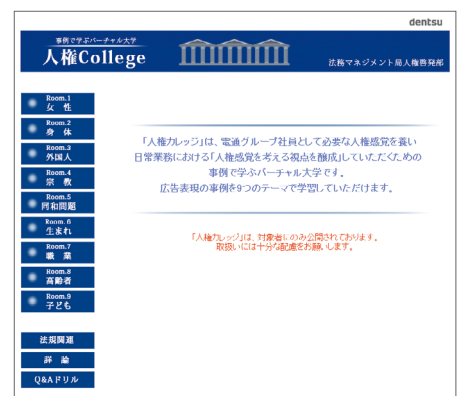 dentsu
事例で学ぶバーチャル大学
人権College
法務マネジメント局人権啓発部
Room.1
女 性
Room.2
身 体
Room.3
外国人
Room.4
宗 教
Room.5
同和問題
Room.6
生まれ
Room.7
職 業
Room.8
高齢者
Room.9
子ども
法規関連
詳 論
Q&Aドリル
「人権カレッジ」は、電通グループ社員として必要な人権感覚を養い
日常業務における「人権感覚を考える視点を醸成」していただくための
事例で学ぶバーチャル大学です。
広告表現の事例を9つのテーマで学習していただけます。
「人権カレッジ」は、対象者にのみ公開されております。
取扱いには十分な配慮をお願いします。